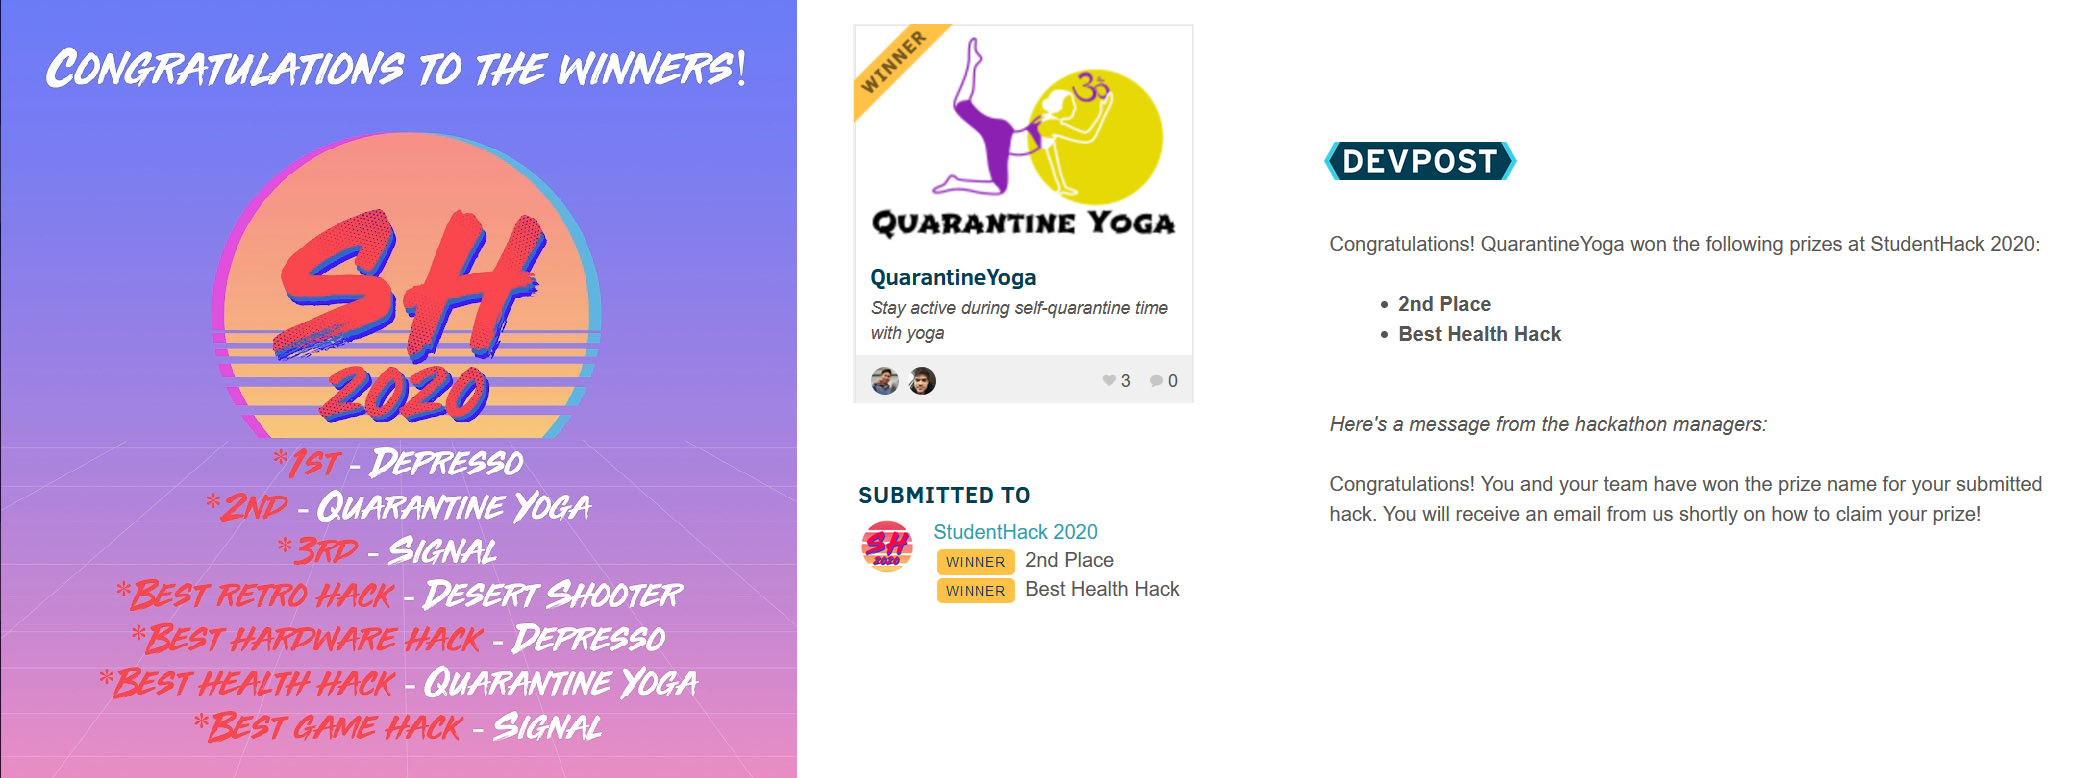 CONGRATULATIONS TO THE WINNERS!
SH
2020
*1ST - DEPRESSO
*2ND - QUARANTINE YOGA
*3RD - SIGNAL
*BEST RETRO HACK - DESERT SHOOTER
*BEST HARDWARE HACK - DEPRESSO
*BEST HEALTH HACK - QUARANTINE YOGA
*BEST GAME HACK - SIGNAL
WINNER
ॐ
QUARANTINE YOGA
QuarantineYoga
Stay active during self-quarantine time
with yoga
3 0
SUBMITTED TO
SH
2020
StudentHack 2020
WINNER 2nd Place
WINNER Best Health Hack
DEVPOST
Congratulations! QuarantineYoga won the following prizes at StudentHack 2020:
• 2nd Place
• Best Health Hack
Here's a message from the hackathon managers:
Congratulations! You and your team have won the prize name for your submitted
hack. You will receive an email from us shortly on how to claim your prize!